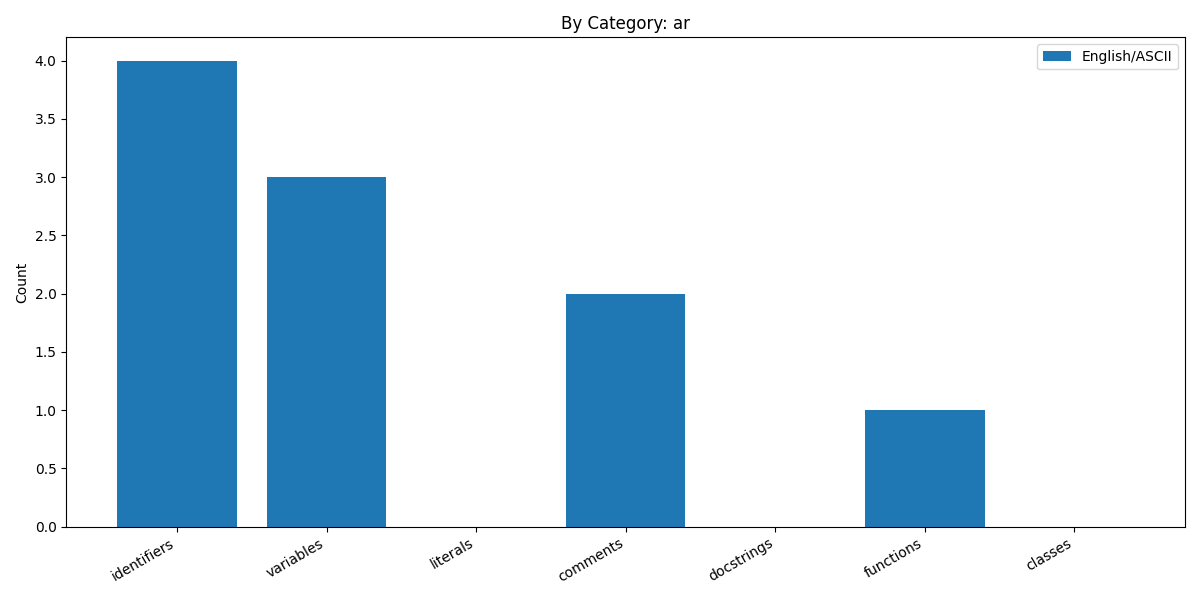 By Category: ar
English/ASCII
Count
4.0
3.5
3.0
2.5
2.0
1.5
1.0
0.5
0.0
identifiers
variables
literals
comments
docstrings
functions
classes